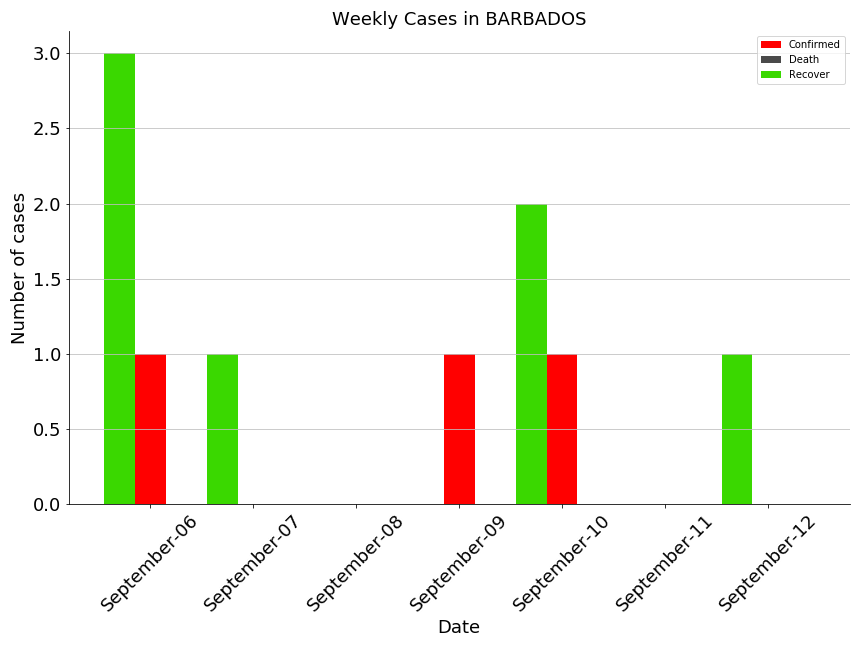 Weekly Cases in BARBADOS
Confirmed
Death
Recover
Number of cases
3.0
2.5
2.0
1.5
1.0
0.5
0.0
September-06
September-07
September-08
September-09
September-10
September-11
September-12
Date